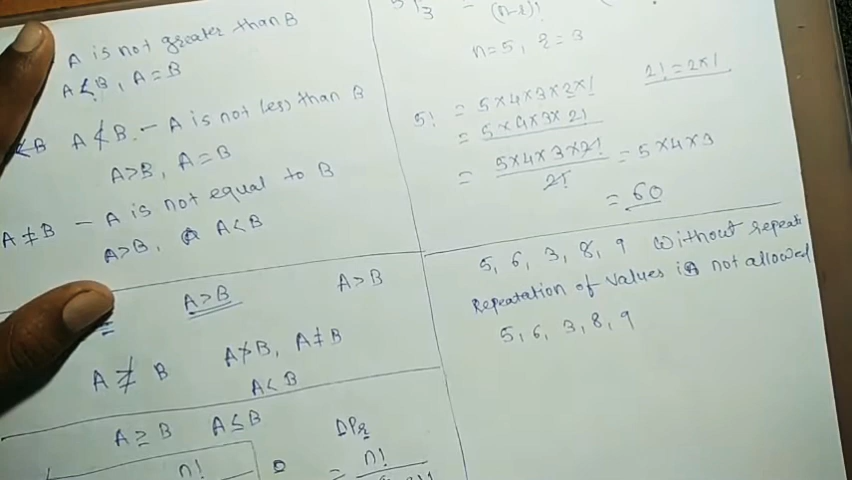 A is not greater than B
A<B, A=B
<B A≮B - A is not less than B
A>B, A=B
A≠B - A is not equal to B
A>B, A<B
A>B A>B
A≱B A≯B, A≠B
A<B
A≥B A≤B
n!
5P3 = (n-r)!
n=5, r=3
5! = 5×4×3×2×1 2!=2×1
= 5×4×3×2!
= 5×4×3×2! = 5×4×3
2!
= 60
5, 6, 3, 8, 9 Without repeat
Repeatation of values is not allowed
5, 6, 3, 8, 9
nPr
= n!